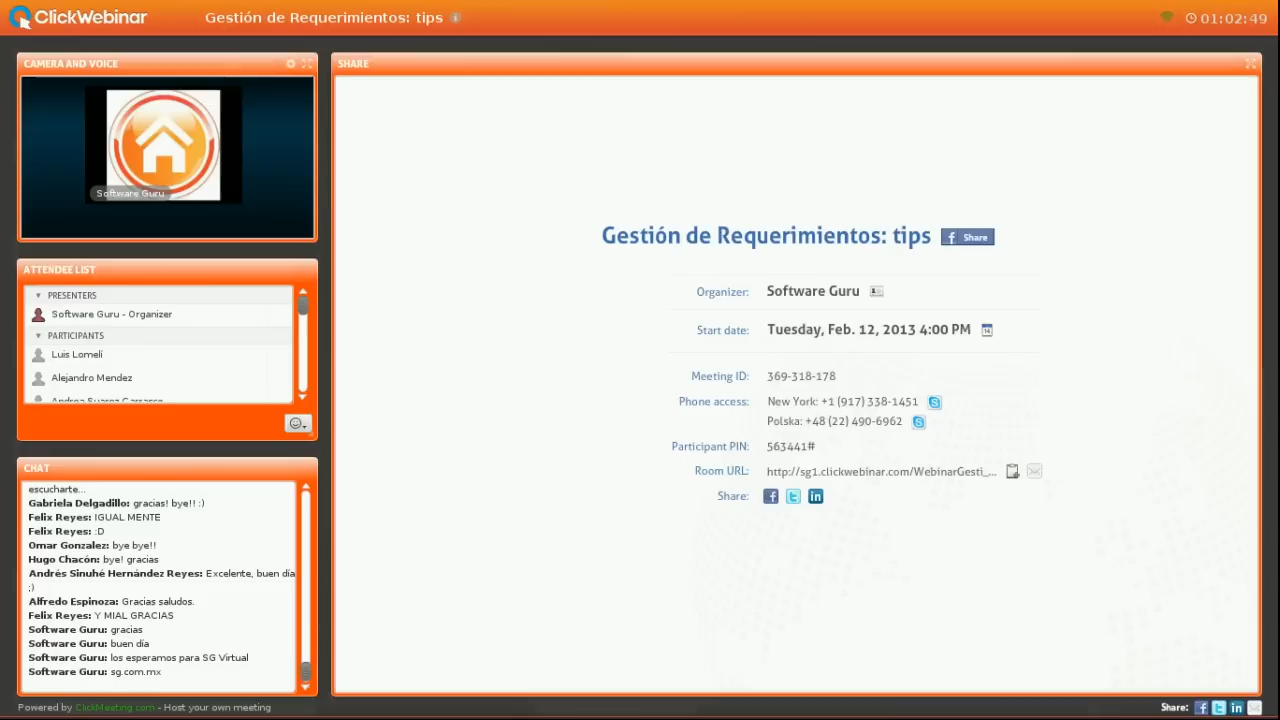 ClickWebinar
Gestión de Requerimientos: tips
01:02:49
CAMERA AND VOICE
Software Guru
ATTENDEE LIST
PRESENTERS
Software Guru - Organizer
PARTICIPANTS
Luis Lomelí
Alejandro Mendez
Andrea Suarez Carrasco
CHAT
escucharte...
Gabriela Delgadillo: gracias! bye!! :)
Felix Reyes: IGUAL MENTE
Felix Reyes: :D
Omar Gonzalez: bye bye!!
Hugo Chacón: bye! gracias
Andrés Sinuhé Hernández Reyes: Excelente, buen día
;)
Alfredo Espinoza: Gracias saludos.
Felix Reyes: Y MIAL GRACIAS
Software Guru: gracias
Software Guru: buen día
Software Guru: los esperamos para SG Virtual
Software Guru: sg.com.mx
SHARE
Gestión de Requerimientos: tips
f Share
Organizer: Software Guru
Start date: Tuesday, Feb. 12, 2013 4:00 PM
Meeting ID: 369-318-178
Phone access: New York: +1 (917) 338-1451
Polska: +48 (22) 490-6962
Participant PIN: 563441#
Room URL: http://sg1.clickwebinar.com/WebinarGesti_...
Share:
Powered by ClickMeeting.com - Host your own meeting
Share: